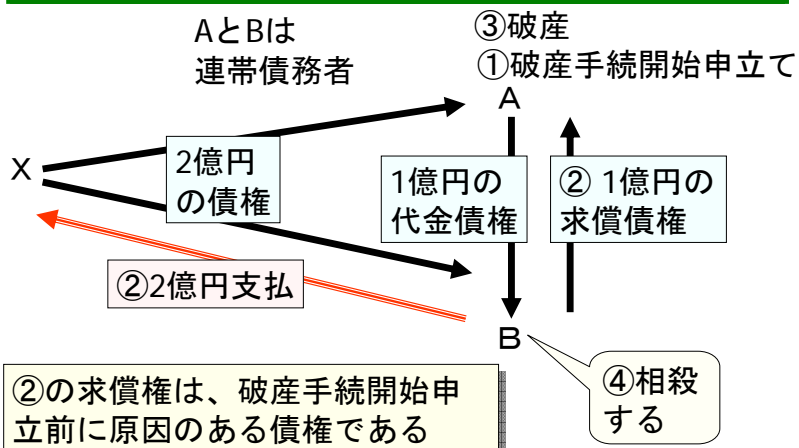 AとBは
連帯債務者
③破産
①破産手続開始申立て
A
X
2億円
の債権
1億円の
代金債権
② 1億円の
求償債権
②2億円支払
B
④相殺
する
②の求償権は、破産手続開始申
立前に原因のある債権である